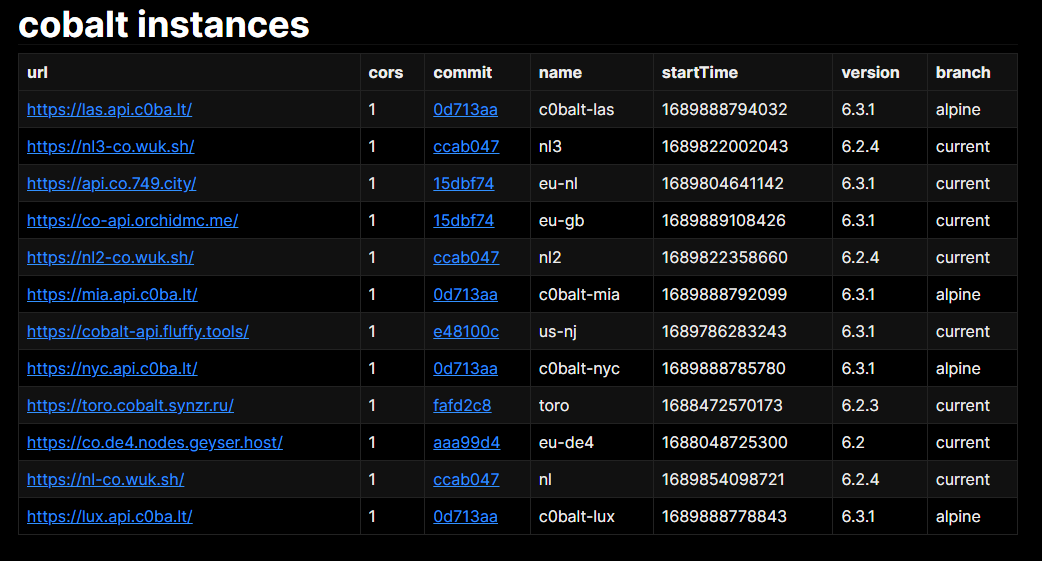 cobalt instances
url cors commit name startTime version branch
https://las.api.c0ba.lt/ 1 0d713aa c0balt-las 1689888794032 6.3.1 alpine
https://nl3-co.wuk.sh/ 1 ccab047 nl3 1689822002043 6.2.4 current
https://api.co.749.city/ 1 15dbf74 eu-nl 1689804641142 6.3.1 current
https://co-api.orchidmc.me/ 1 15dbf74 eu-gb 1689889108426 6.3.1 current
https://nl2-co.wuk.sh/ 1 ccab047 nl2 1689822358660 6.2.4 current
https://mia.api.c0ba.lt/ 1 0d713aa c0balt-mia 1689888792099 6.3.1 alpine
https://cobalt-api.fluffy.tools/ 1 e48100c us-nj 1689786283243 6.3.1 current
https://nyc.api.c0ba.lt/ 1 0d713aa c0balt-nyc 1689888785780 6.3.1 alpine
https://toro.cobalt.synzr.ru/ 1 fafd2c8 toro 1688472570173 6.2.3 current
https://co.de4.nodes.geyser.host/ 1 aaa99d4 eu-de4 1688048725300 6.2 current
https://nl-co.wuk.sh/ 1 ccab047 nl 1689854098721 6.2.4 current
https://lux.api.c0ba.lt/ 1 0d713aa c0balt-lux 1689888778843 6.3.1 alpine